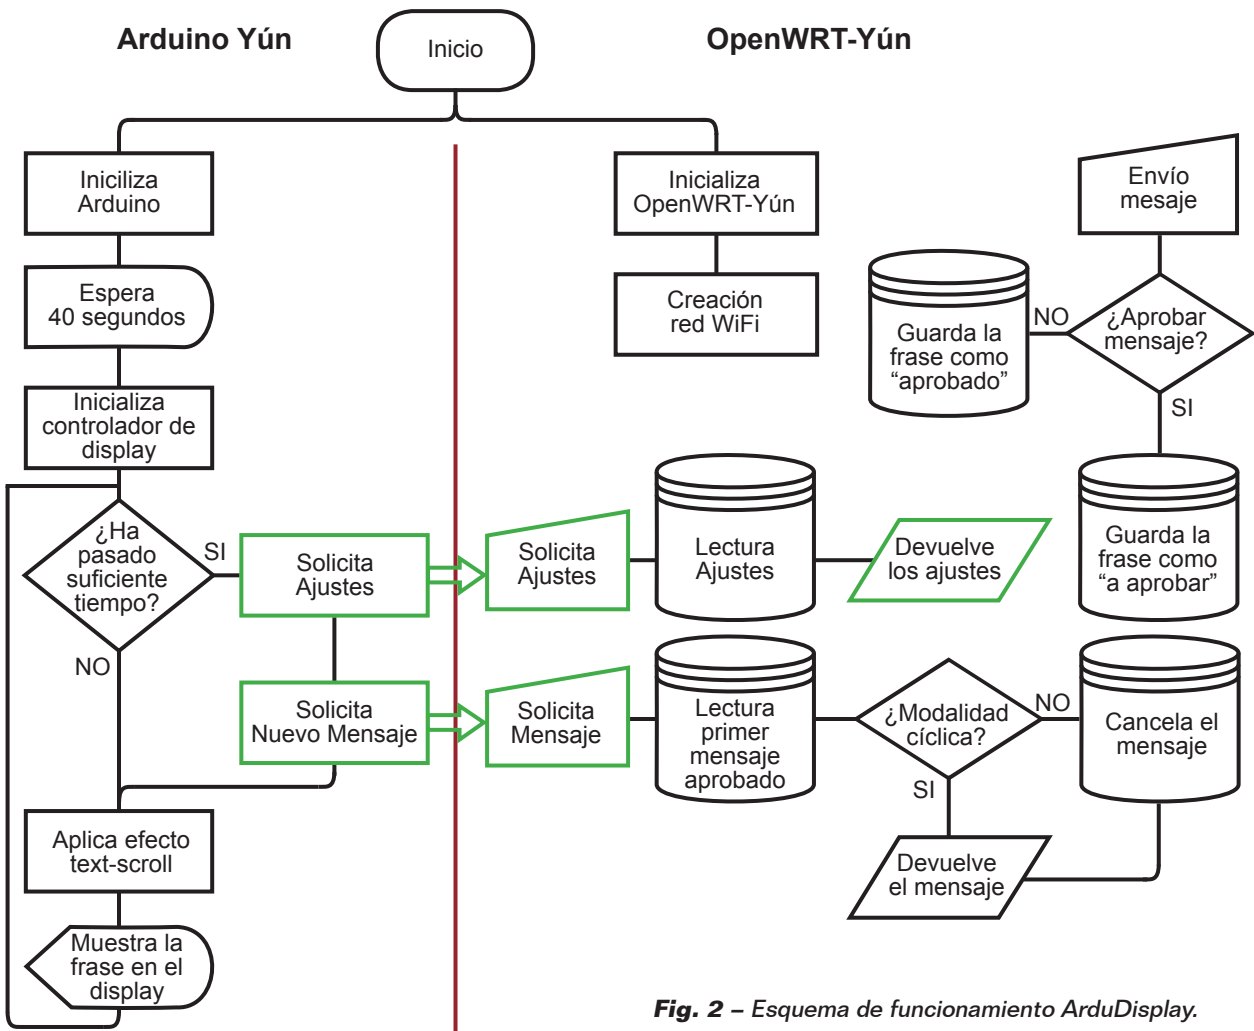 Arduino Yún
Inicio
OpenWRT-Yún
Iniciliza
Arduino
Espera
40 segundos
Inicializa
controlador de
display
¿Ha
pasado
suficiente
tiempo?
SI
NO
Solicita
Ajustes
Solicita
Nuevo Mensaje
Aplica efecto
text-scroll
Muestra la
frase en el
display
Inicializa
OpenWRT-Yún
Creación
red WiFi
Envío
mesaje
¿Aprobar
mensaje?
NO
SI
Guarda la
frase como
“aprobado”
Guarda la
frase como
“a aprobar”
Solicita
Ajustes
Lectura
Ajustes
Devuelve
los ajustes
Solicita
Mensaje
Lectura
primer
mensaje
aprobado
¿Modalidad
cíclica?
NO
SI
Cancela el
mensaje
Devuelve
el mensaje
Fig. 2 – Esquema de funcionamiento ArduDisplay.